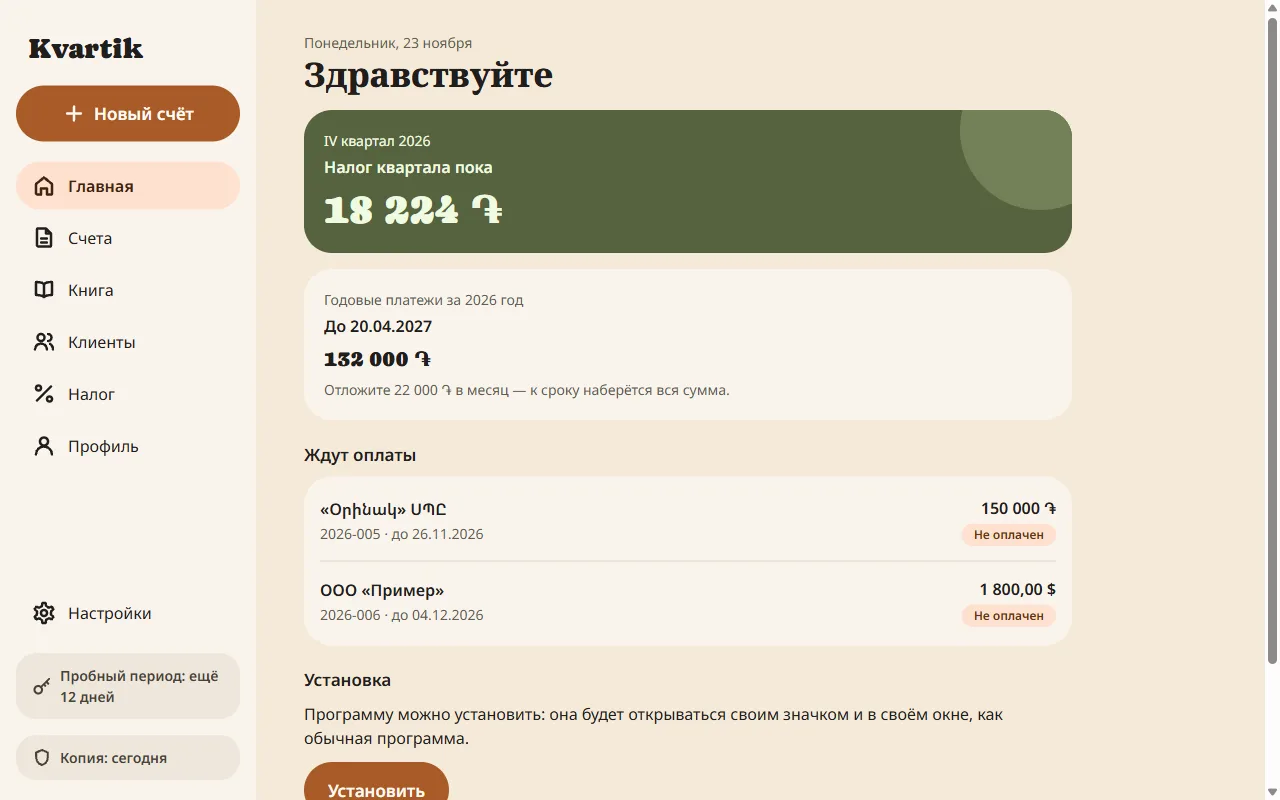 Kvartik
Новый счёт
Главная
Счета
Книга
Клиенты
Налог
Профиль
Настройки
Пробный период: ещё
12 дней
Копия: сегодня
Понедельник, 23 ноября
Здравствуйте
IV квартал 2026
Налог квартала пока
18 224 ֏
Годовые платежи за 2026 год
До 20.04.2027
132 000 ֏
Отложите 22 000 ֏ в месяц — к сроку наберётся вся сумма.
Ждут оплаты
«Օրինակ» ՍՊԸ
150 000 ֏
2026-005 · до 26.11.2026
Не оплачен
ООО «Пример»
1 800,00 $
2026-006 · до 04.12.2026
Не оплачен
Установка
Программу можно установить: она будет открываться своим значком и в своём окне, как
обычная программа.
Установить